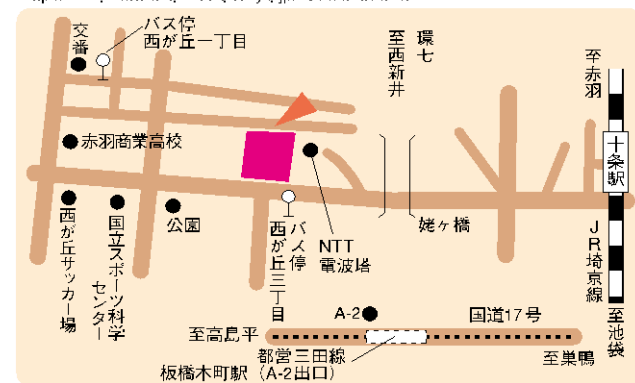 交番
バス停
西が丘一丁目
至西新井
環七
至赤羽
赤羽商業高校
十条駅
西が丘サッカー場
国立スポーツ科学
センター
公園
バス停
西が丘三丁目
NTT
電波塔
姥ヶ橋
JR埼京線
至池袋
A-2
国道17号
至高島平
都営三田線
板橋木町駅（A-2出口）
至巣鴨